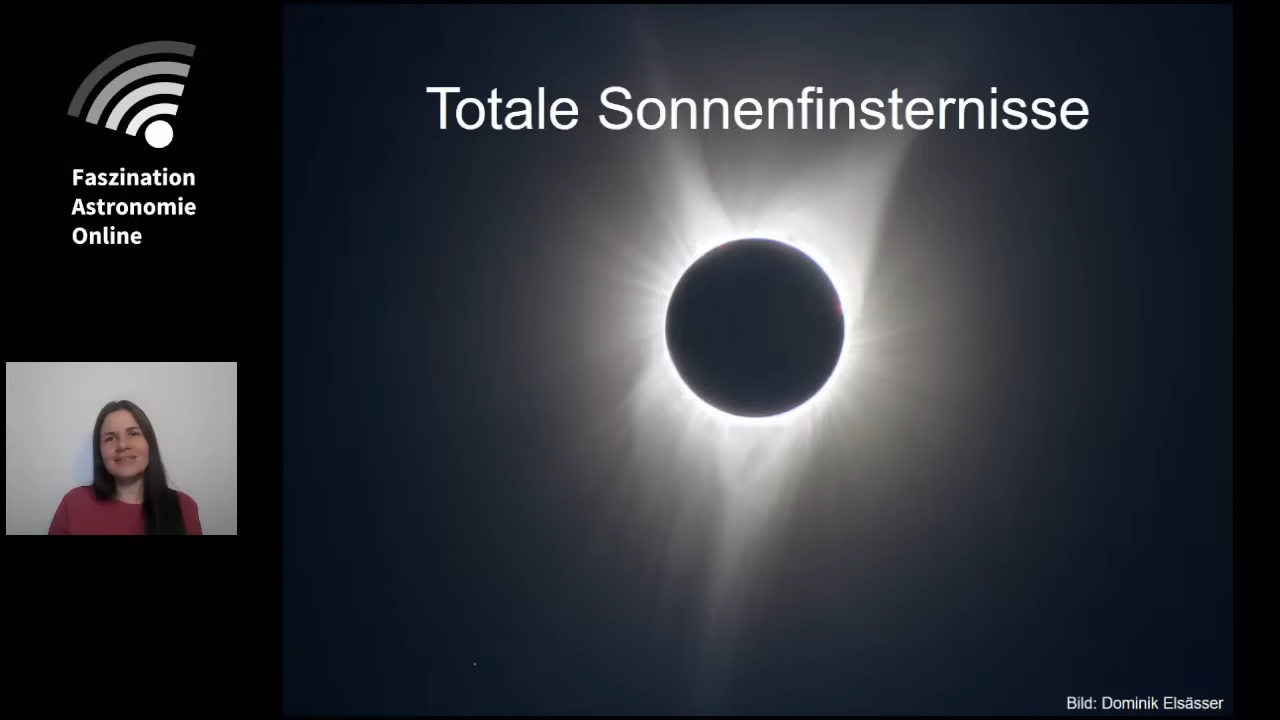 Totale Sonnenfinsternisse
Faszination
Astronomie
Online
Bild: Dominik Elsässer